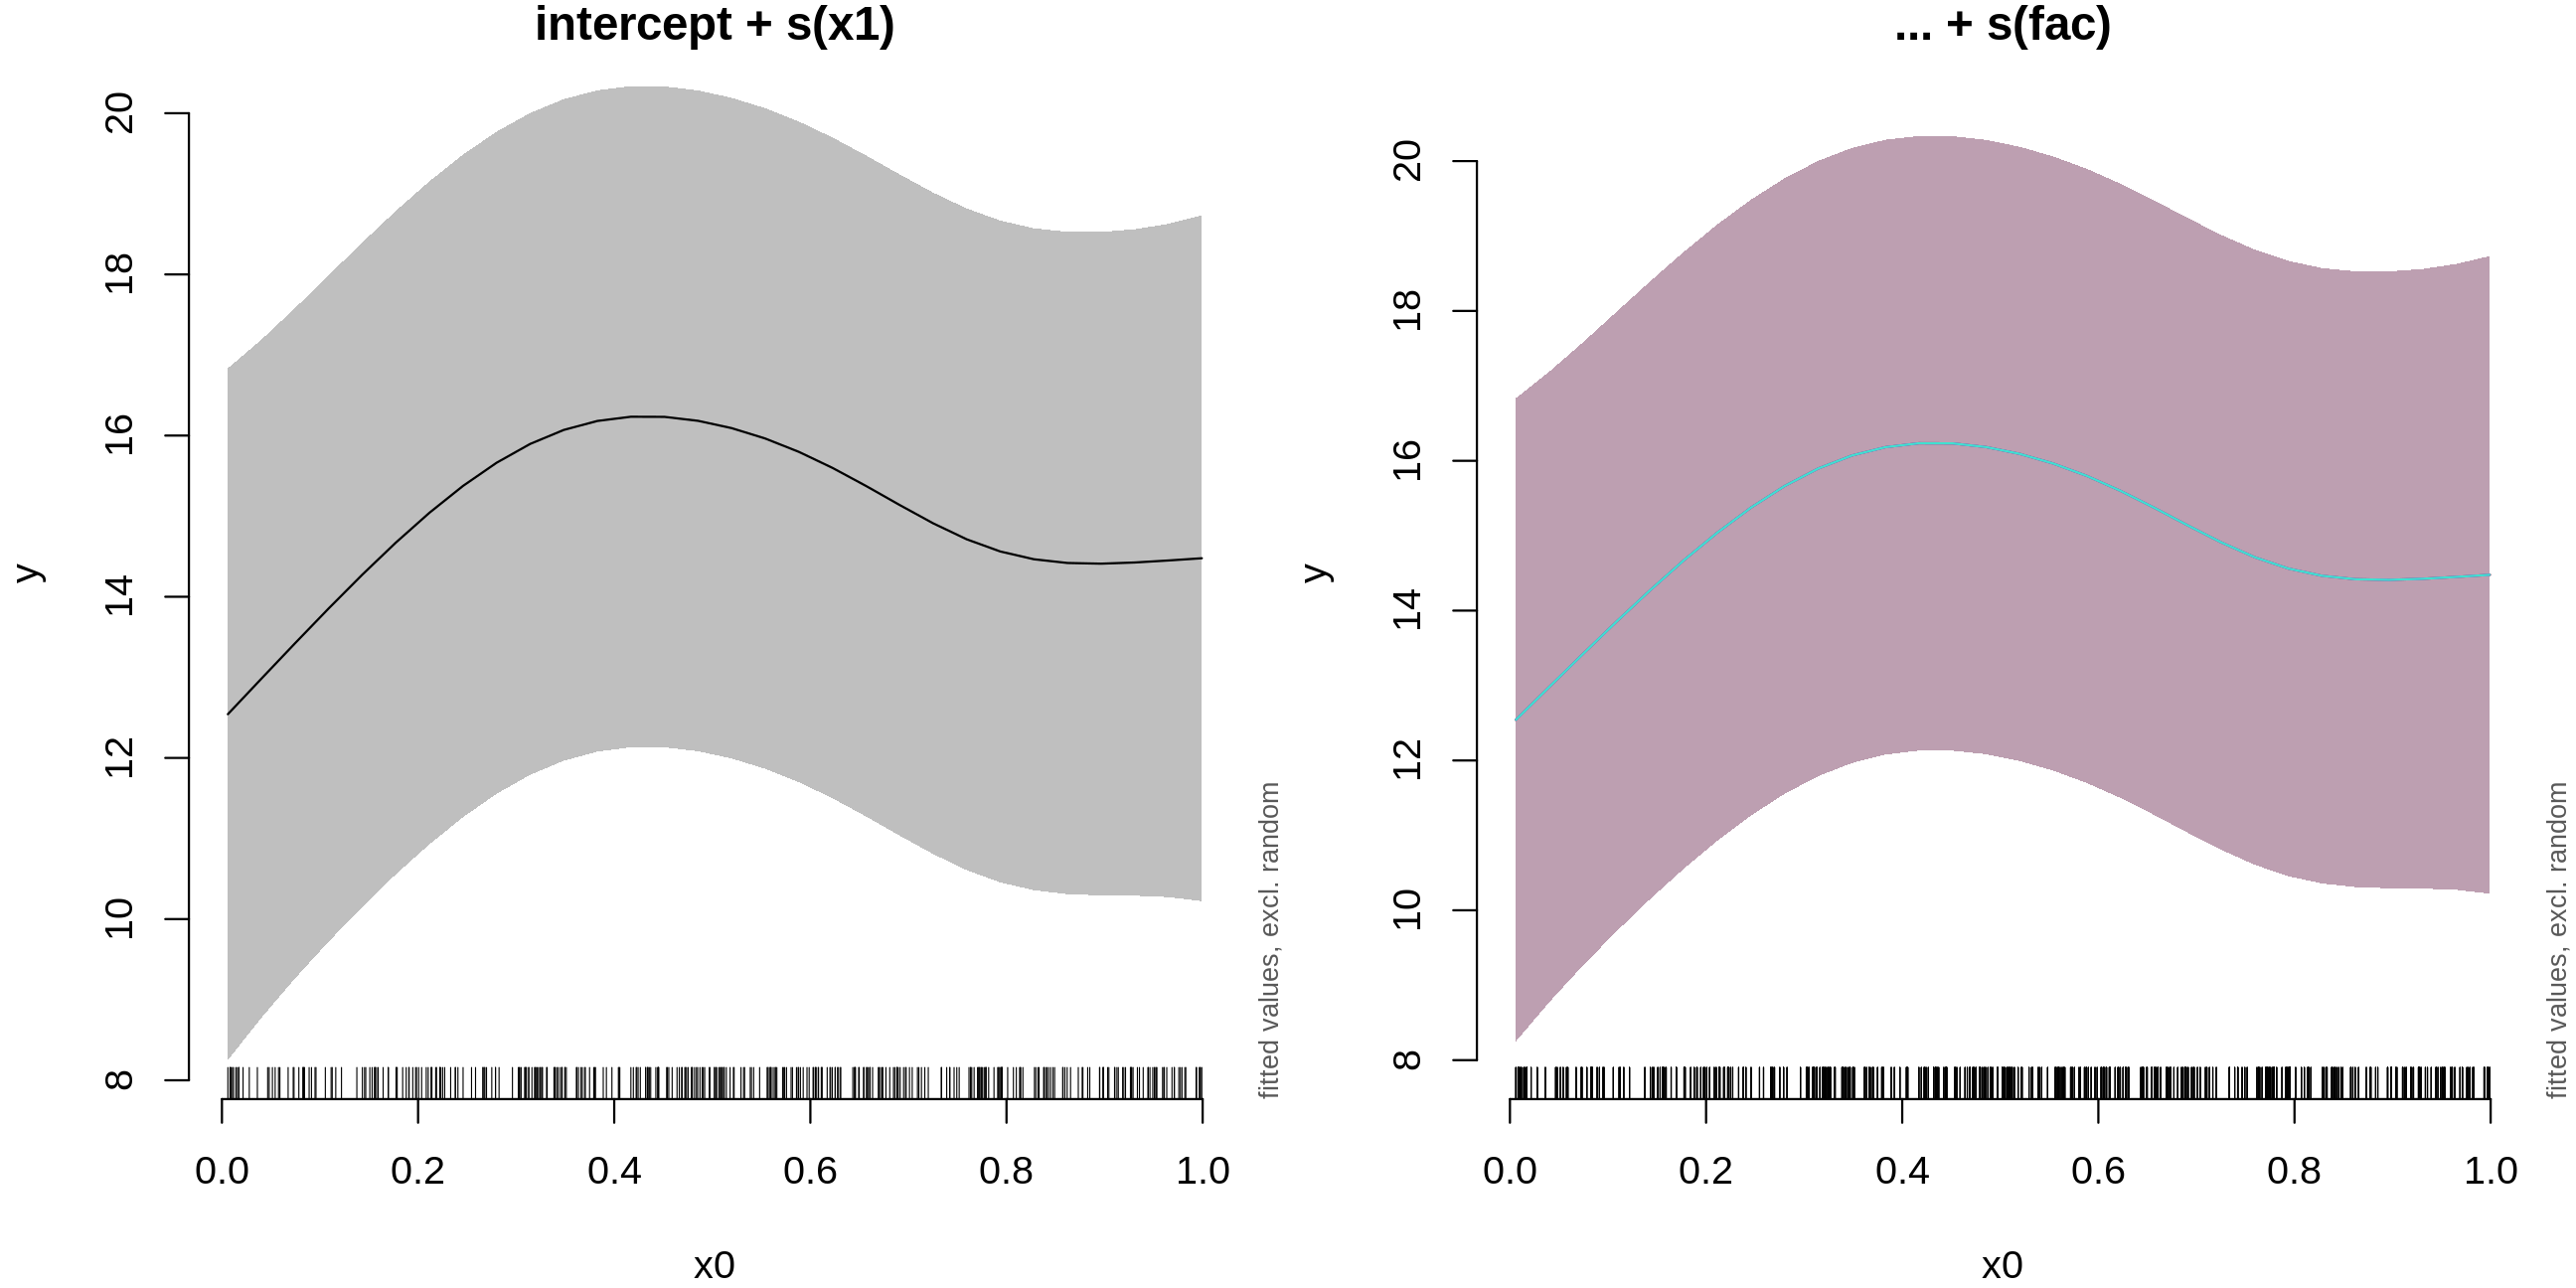 intercept + s(x1)
20
18
16
14
12
10
8
y
0.0 0.2 0.4 0.6 0.8 1.0
x0
fitted values, excl. random
... + s(fac)
20
18
16
14
12
10
8
y
0.0 0.2 0.4 0.6 0.8 1.0
x0
fitted values, excl. random